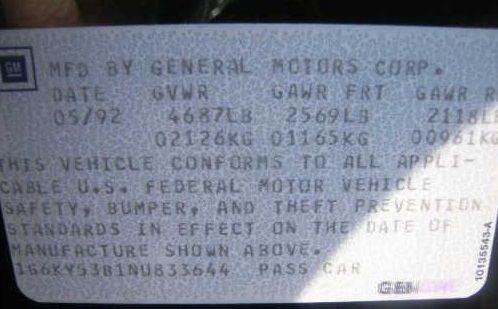 GM MFD BY GENERAL MOTORS CORP.
DATE GVWR GAWR FRT GAWR R
05/92 4687LB 2569LB 2118LB
02126KG 01165KG 00961KG
THIS VEHICLE CONFORMS TO ALL APPLI-
CABLE U.S. FEDERAL MOTOR VEHICLE
SAFETY, BUMPER, AND THEFT PREVENTION
STANDARDS IN EFFECT ON THE DATE OF
MANUFACTURE SHOWN ABOVE.
1G6KY53B1NU833644 PASS CAR
10135543-A